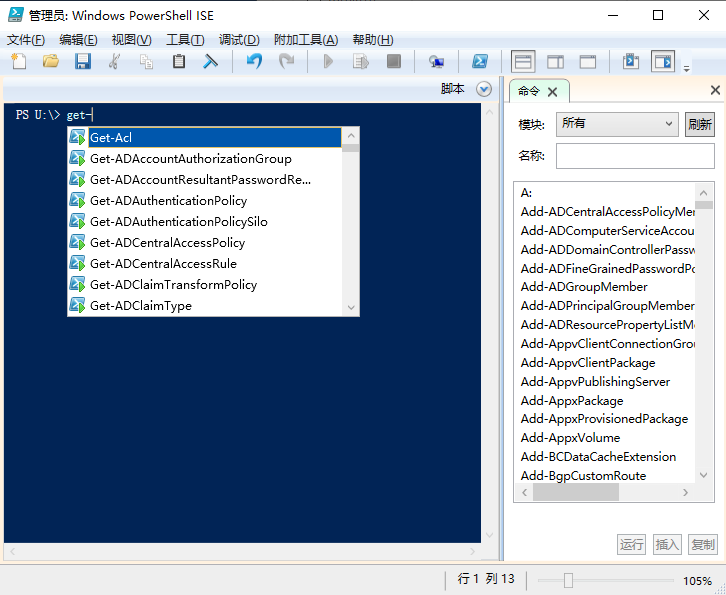 管理员: Windows PowerShell ISE
文件(F) 编辑(E) 视图(V) 工具(T) 调试(D) 附加工具(A) 帮助(H)
脚本
PS U:\> get-
Get-Acl
Get-ADAccountAuthorizationGroup
Get-ADAccountResultantPasswordRe...
Get-ADAuthenticationPolicy
Get-ADAuthenticationPolicySilo
Get-ADCentralAccessPolicy
Get-ADCentralAccessRule
Get-ADClaimTransformPolicy
Get-ADClaimType
命令
模块: 所有 刷新
名称:
A:
Add-ADCentralAccessPolicyMer
Add-ADComputerServiceAccou
Add-ADDomainControllerPassw
Add-ADFineGrainedPasswordPo
Add-ADGroupMember
Add-ADPrincipalGroupMember
Add-ADResourcePropertyListMe
Add-AppvClientConnectionGrou
Add-AppvClientPackage
Add-AppvPublishingServer
Add-AppxPackage
Add-AppxProvisionedPackage
Add-AppxVolume
Add-BCDataCacheExtension
Add-BgpCustomRoute
运行 插入 复制
行 1 列 13
105%